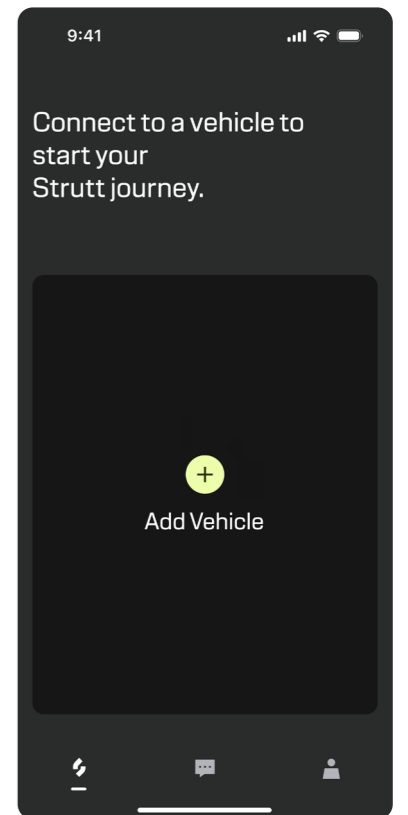 9:41
Connect to a vehicle to
start your
Strutt journey.
Add Vehicle